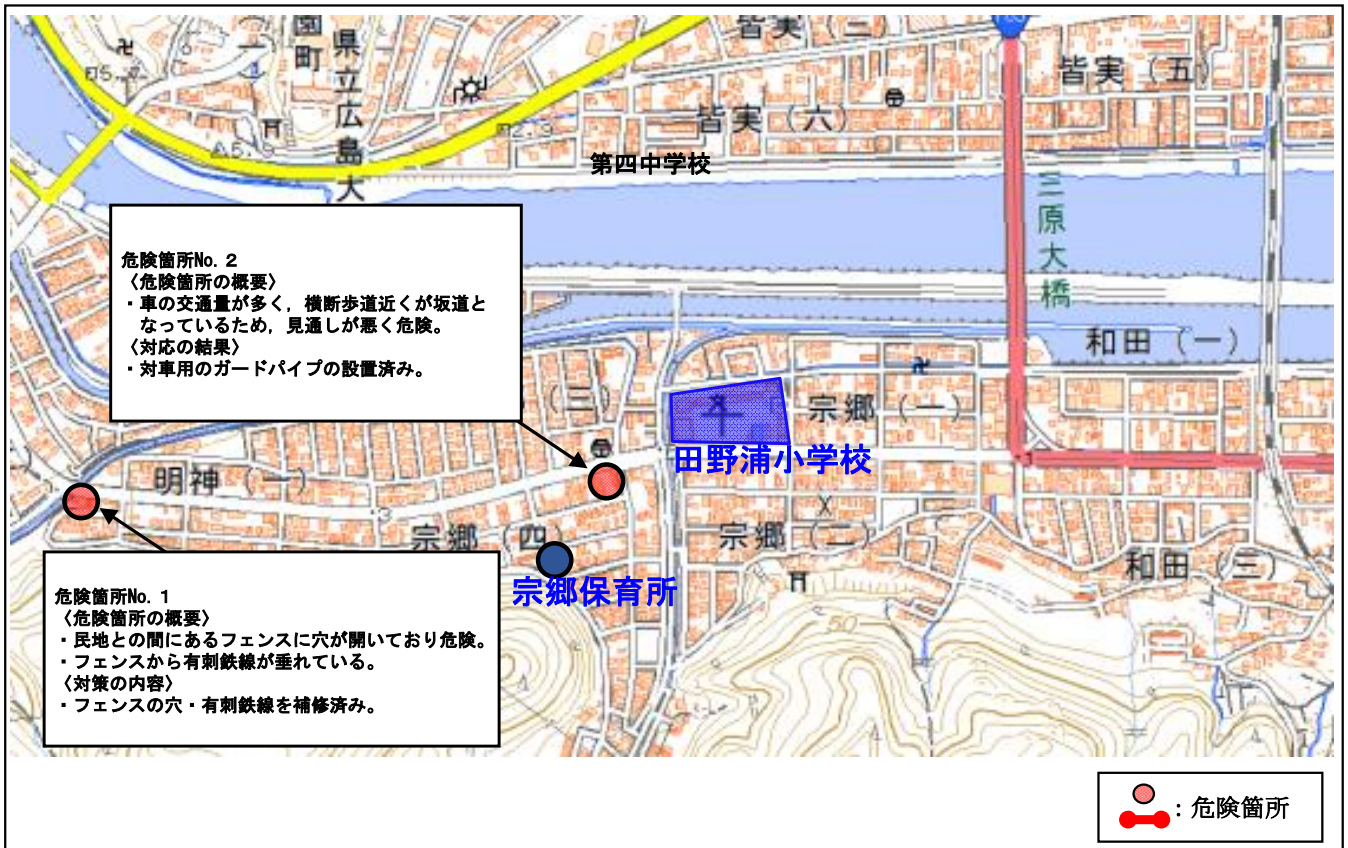 皆実（三）
園町
県立広島大
皆実（五）
皆実（六）
第四中学校
三原大橋
危険箇所No. 2
〈危険箇所の概要〉
・車の交通量が多く，横断歩道近くが坂道と
なっているため，見通しが悪く危険。
〈対応の結果〉
・対車用のガードパイプの設置済み。
和田（一）
宗郷（一）
田野浦小学校
明神（一）
宗郷（四
宗郷（二）
和田（三）
宗郷保育所
危険箇所No. 1
〈危険箇所の概要〉
・民地との間にあるフェンスに穴が開いており危険。
・フェンスから有刺鉄線が垂れている。
〈対策の内容〉
・フェンスの穴・有刺鉄線を補修済み。
50
：危険箇所